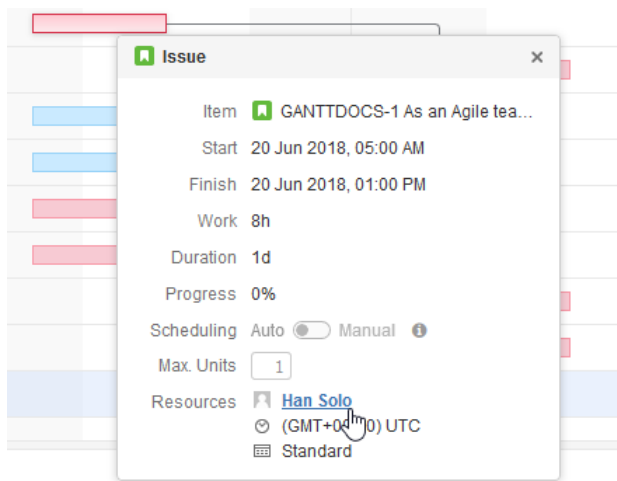 Issue
Item GANTTDOCS-1 As an Agile tea...
Start 20 Jun 2018, 05:00 AM
Finish 20 Jun 2018, 01:00 PM
Work 8h
Duration 1d
Progress 0%
Scheduling Auto Manual
Max. Units 1
Resources Han Solo
UTC
Standard